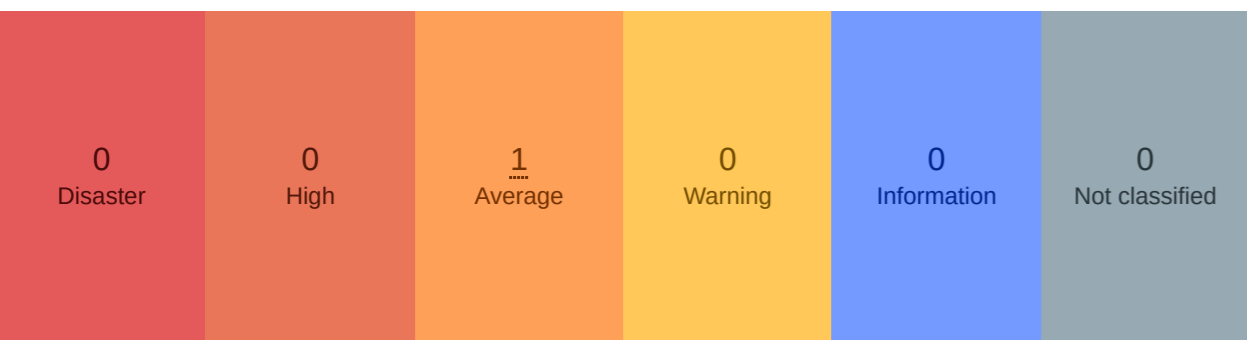 0
Disaster
0
High
1
Average
0
Warning
0
Information
0
Not classified